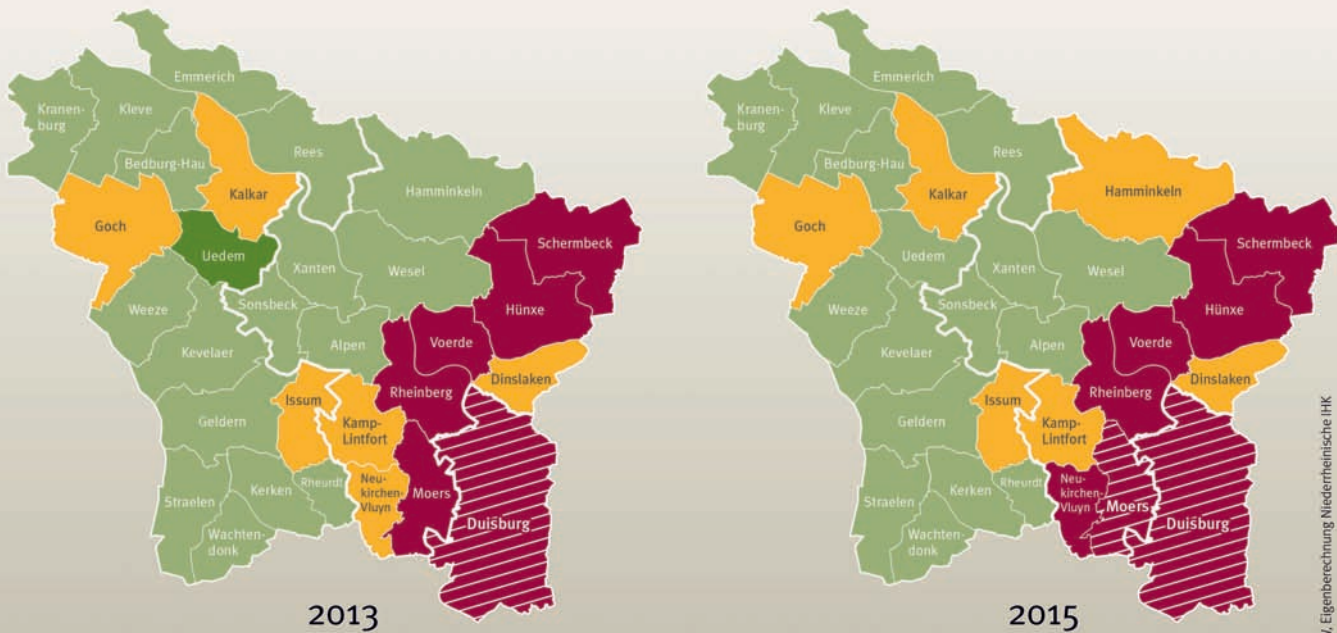 Emmerich
Kranen-
burg
Kleve
Bedburg-Hau
Rees
Kalkar
Hamminkeln
Goch
Uedem
Schermbeck
Xanten
Wesel
Weeze
Sonsbeck
Hünxe
Kevelaer
Alpen
Voerde
Dinslaken
Rheinberg
Issum
Geldern
Kamp-
Lintfort
Straelen
Kerken
Rheurdt
Neu-
kirchen-
Vluyn
Moers
Wachten-
donk
Duisburg
2013
Emmerich
Kranen-
burg
Kleve
Bedburg-Hau
Rees
Kalkar
Hamminkeln
Goch
Uedem
Schermbeck
Xanten
Wesel
Weeze
Sonsbeck
Hünxe
Kevelaer
Alpen
Voerde
Dinslaken
Rheinberg
Issum
Geldern
Kamp-
Lintfort
Straelen
Kerken
Rheurdt
Neu-
kirchen-
Vluyn
Moers
Wachten-
donk
Duisburg
2015
, Eigenberechnung Niederrheinische IHK